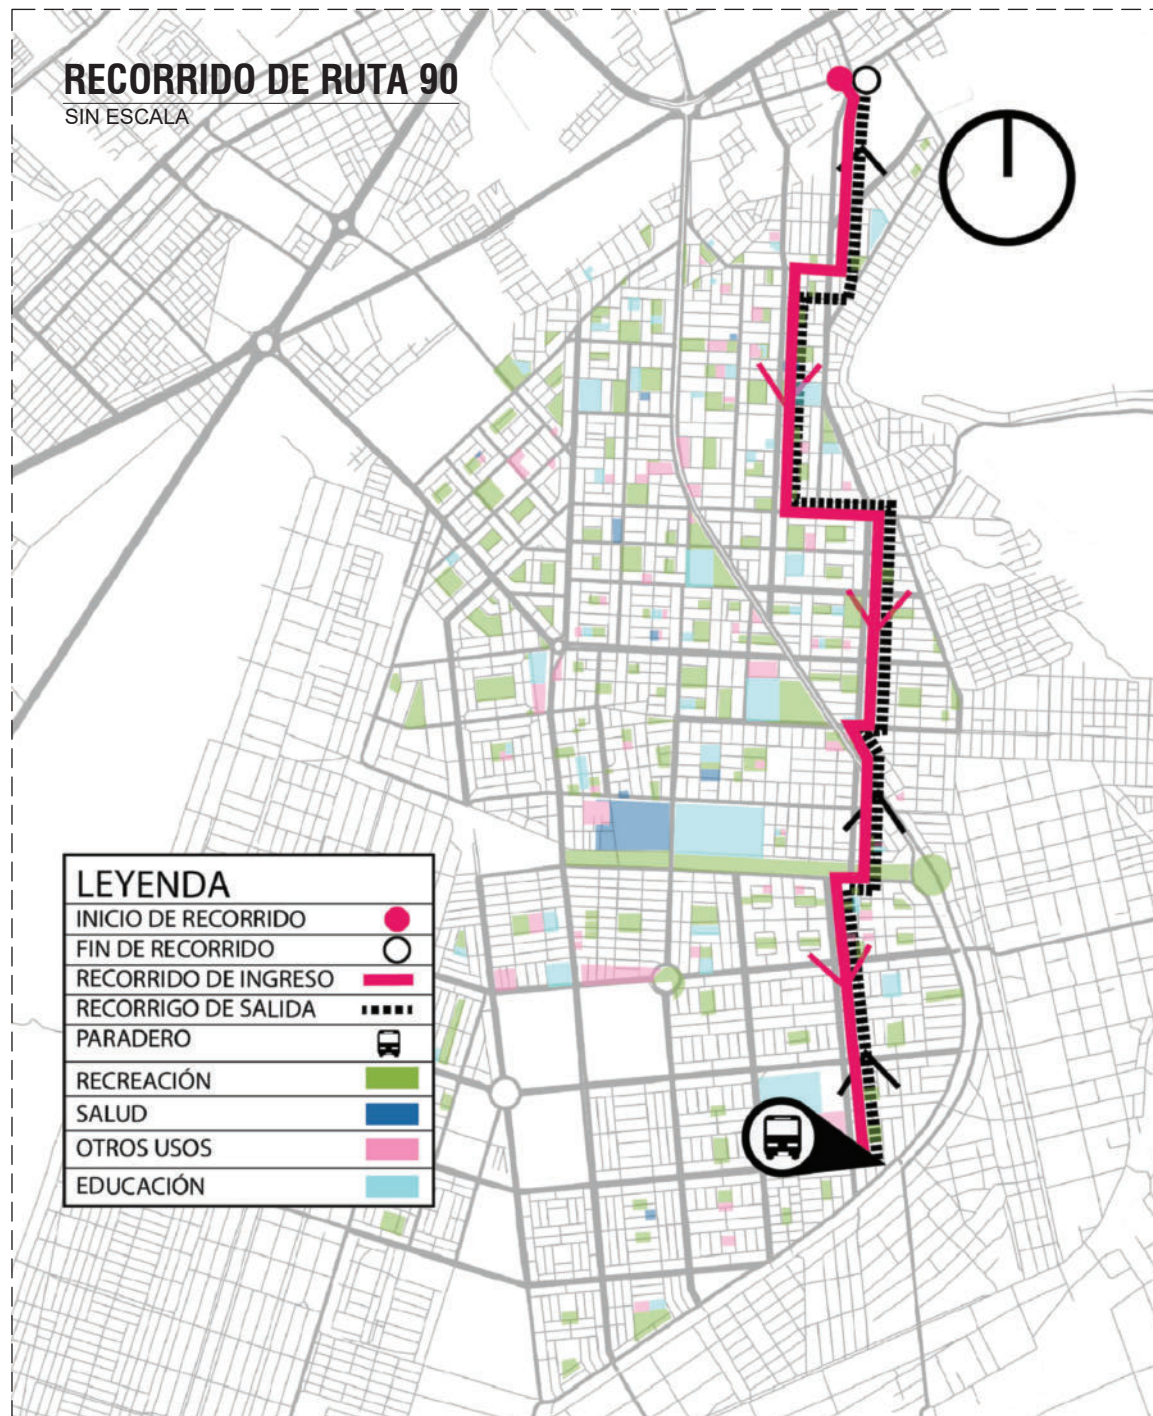 RECORRIDO DE RUTA 90
SIN ESCALA
LEYENDA
INICIO DE RECORRIDO
FIN DE RECORRIDO
RECORRIDO DE INGRESO
RECORRIGO DE SALIDA
PARADERO
RECREACIÓN
SALUD
OTROS USOS
EDUCACIÓN